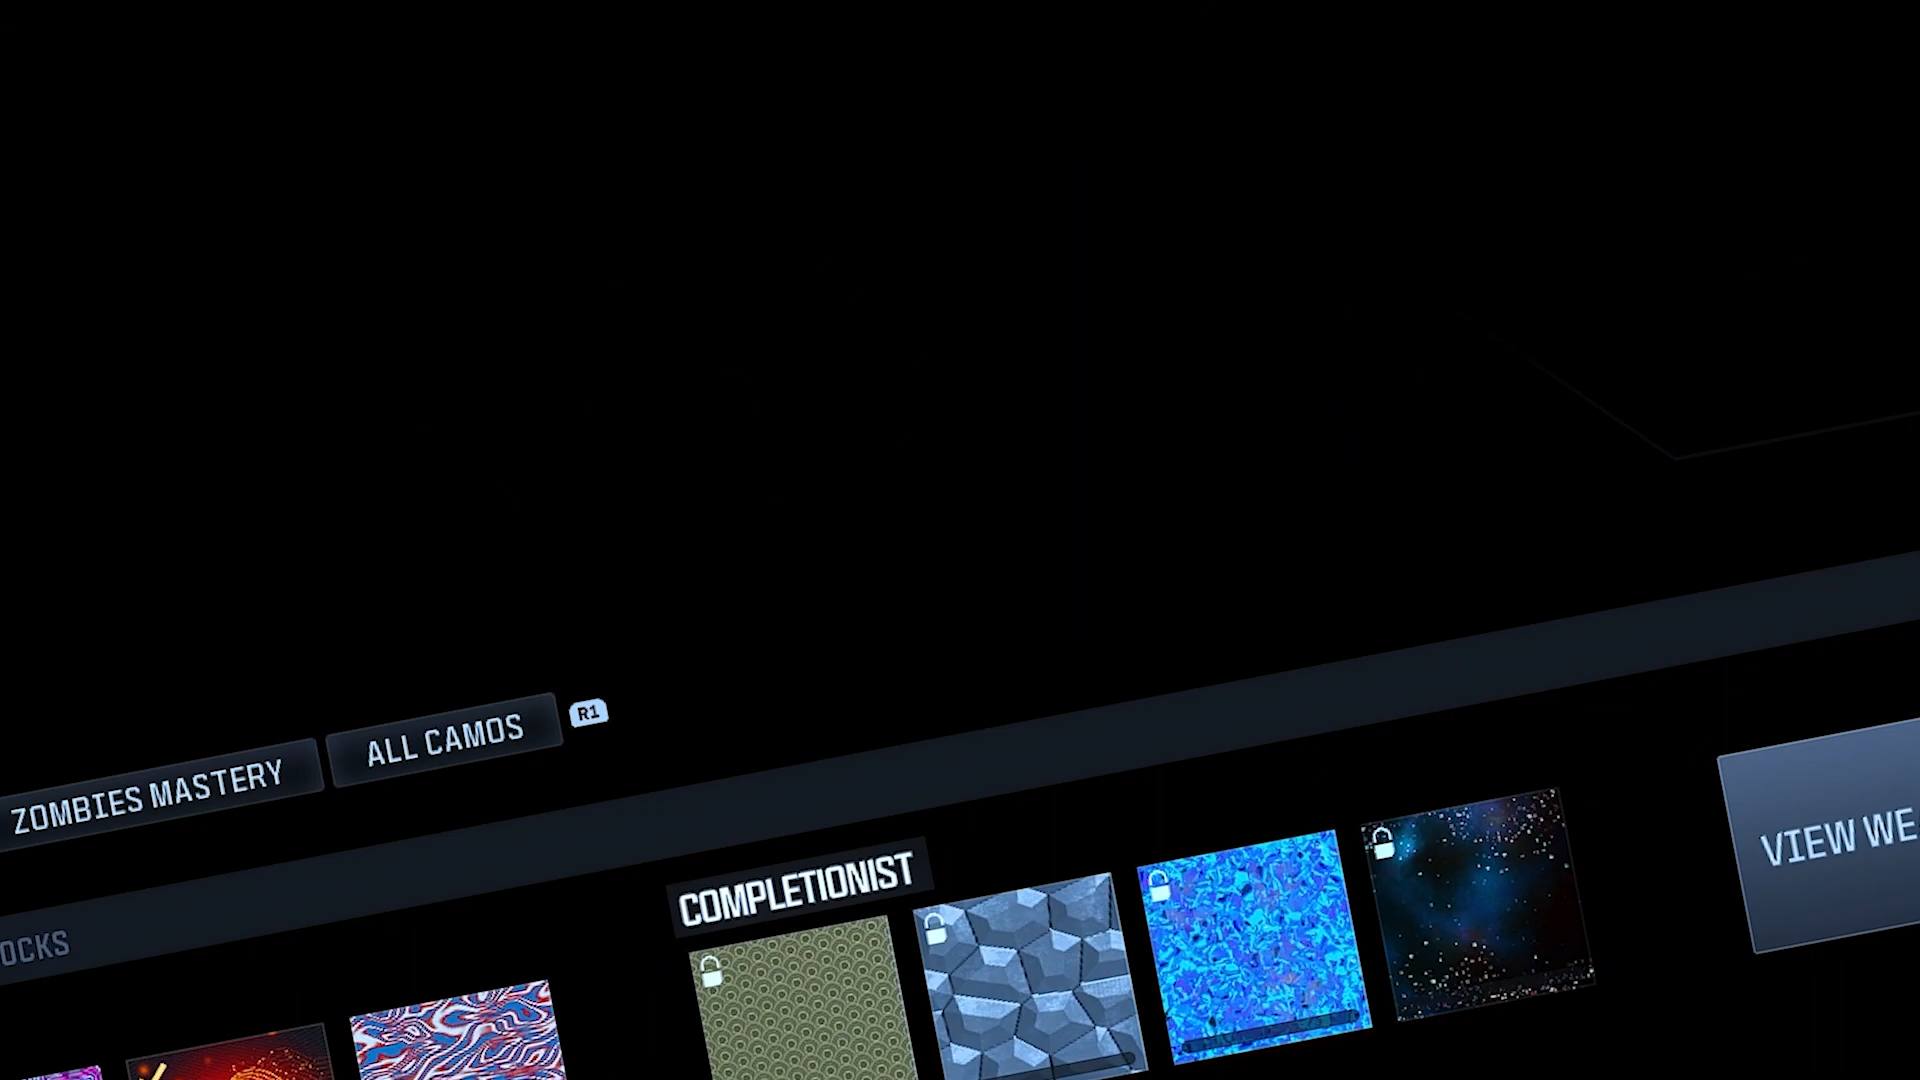 ZOMBIES MASTERY
ALL CAMOS
R1
OCKS
COMPLETIONIST
VIEW WE